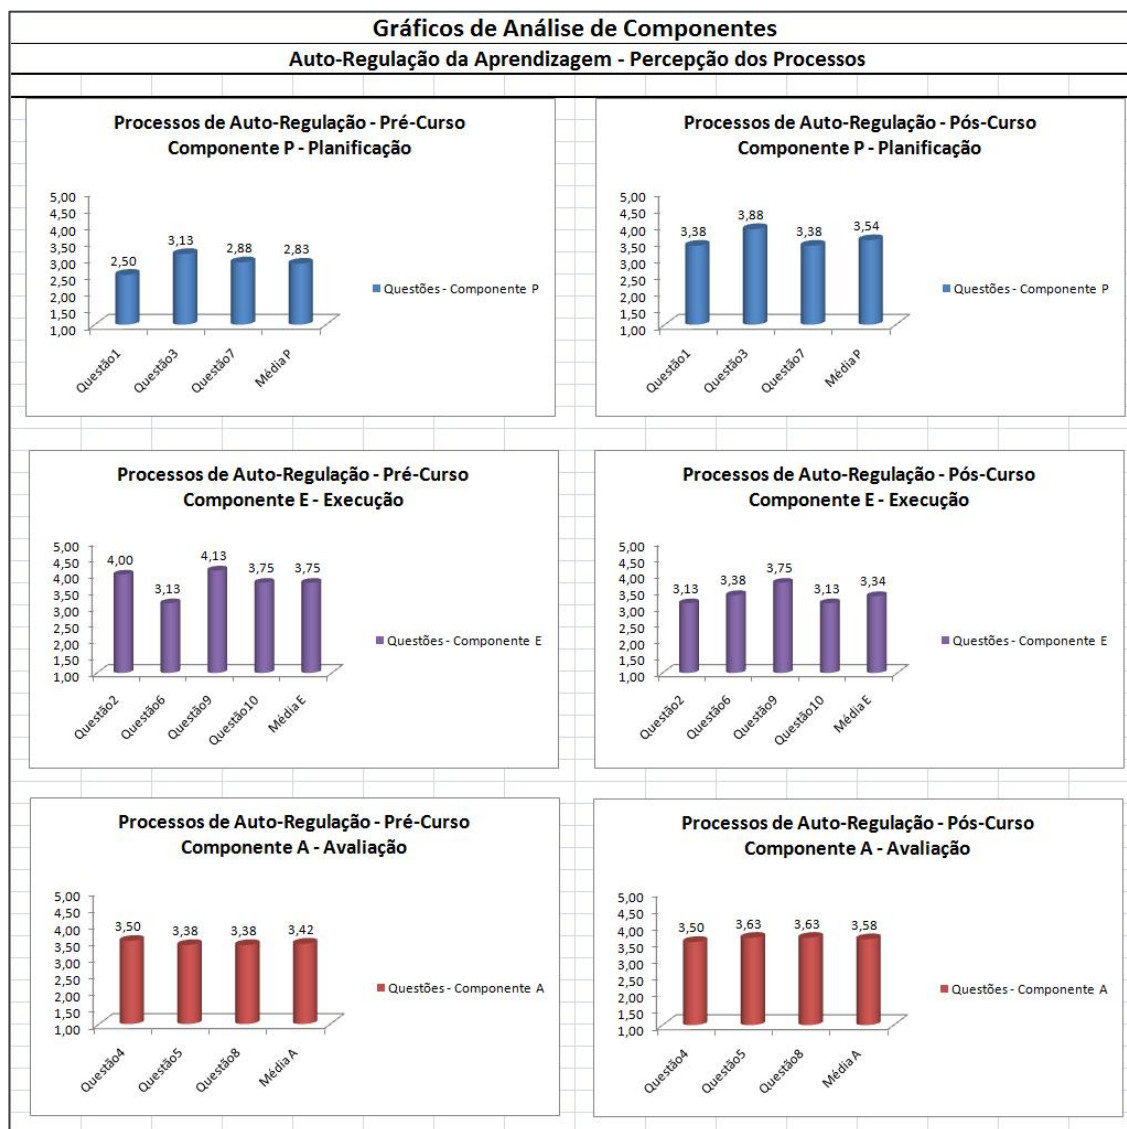 Gráficos de Análise de Componentes
Auto-Regulação da Aprendizagem - Percepção dos Processos
Processos de Auto-Regulação - Pré-Curso
Componente P - Planificação
5,00
4,50
4,00
3,50
3,00
2,50
2,00
1,50
1,00
2,50
3,13
2,88
2,83
Questão1
Questão3
Questão7
Média P
Questões - Componente P
Processos de Auto-Regulação - Pós-Curso
Componente P - Planificação
5,00
4,50
4,00
3,50
3,00
2,50
2,00
1,50
1,00
3,38
3,88
3,38
3,54
Questão1
Questão3
Questão7
Média P
Questões - Componente P
Processos de Auto-Regulação - Pré-Curso
Componente E - Execução
5,00
4,50
4,00
3,50
3,00
2,50
2,00
1,50
1,00
4,00
3,13
4,13
3,75
3,75
Questão2
Questão6
Questão9
Questão10
Média E
Questões - Componente E
Processos de Auto-Regulação - Pós-Curso
Componente E - Execução
5,00
4,50
4,00
3,50
3,00
2,50
2,00
1,50
1,00
3,13
3,38
3,75
3,13
3,34
Questão2
Questão6
Questão9
Questão10
Média E
Questões - Componente E
Processos de Auto-Regulação - Pré-Curso
Componente A - Avaliação
5,00
4,50
4,00
3,50
3,00
2,50
2,00
1,50
1,00
3,50
3,38
3,38
3,42
Questão4
Questão5
Questão8
Média A
Questões - Componente A
Processos de Auto-Regulação - Pós-Curso
Componente A - Avaliação
5,00
4,50
4,00
3,50
3,00
2,50
2,00
1,50
1,00
3,50
3,63
3,63
3,58
Questão4
Questão5
Questão8
Média A
Questões - Componente A